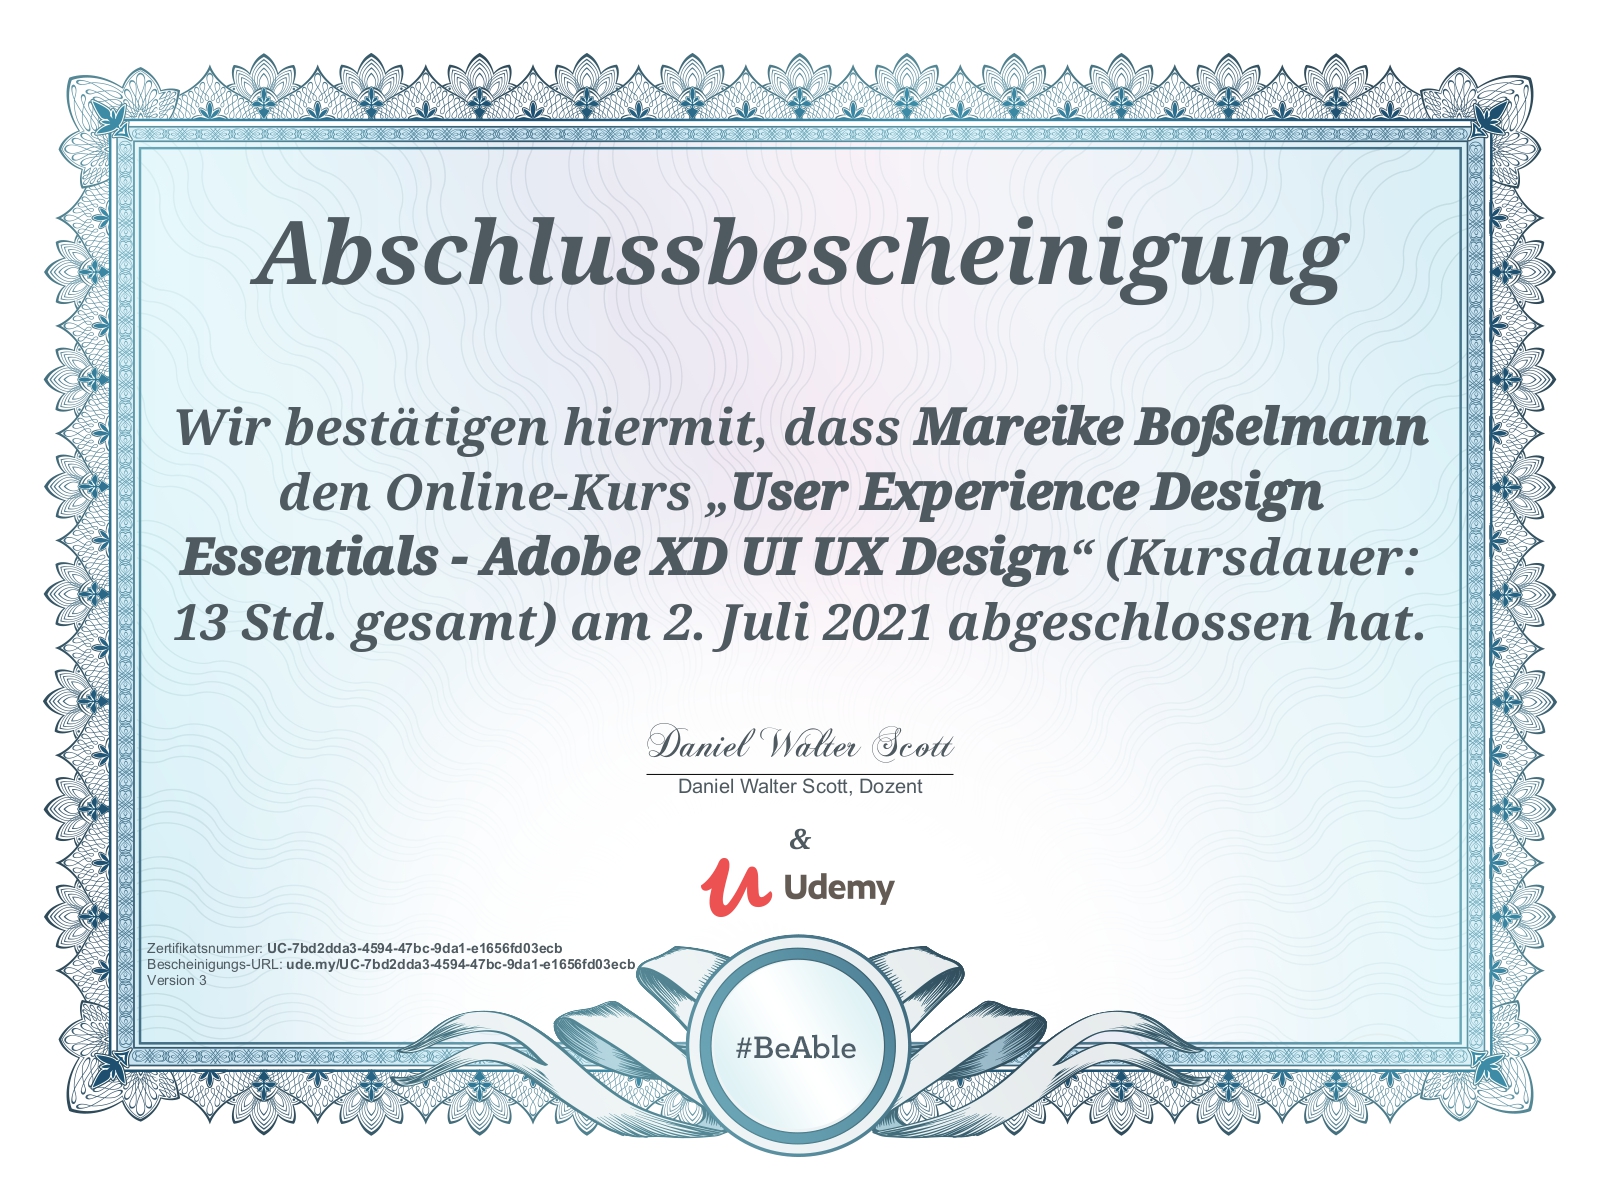 Abschlussbescheinigung
Wir bestätigen hiermit, dass Mareike Boßelmann
den Online-Kurs „User Experience Design
Essentials - Adobe XD UI UX Design“ (Kursdauer:
13 Std. gesamt) am 2. Juli 2021 abgeschlossen hat.
Daniel Walter Scott
Daniel Walter Scott, Dozent
&
Udemy
Zertifikatsnummer: UC-7bd2dda3-4594-47bc-9da1-e1656fd03ecb
Bescheinigungs-URL: ude.my/UC-7bd2dda3-4594-47bc-9da1-e1656fd03ecb
Version 3
#BeAble